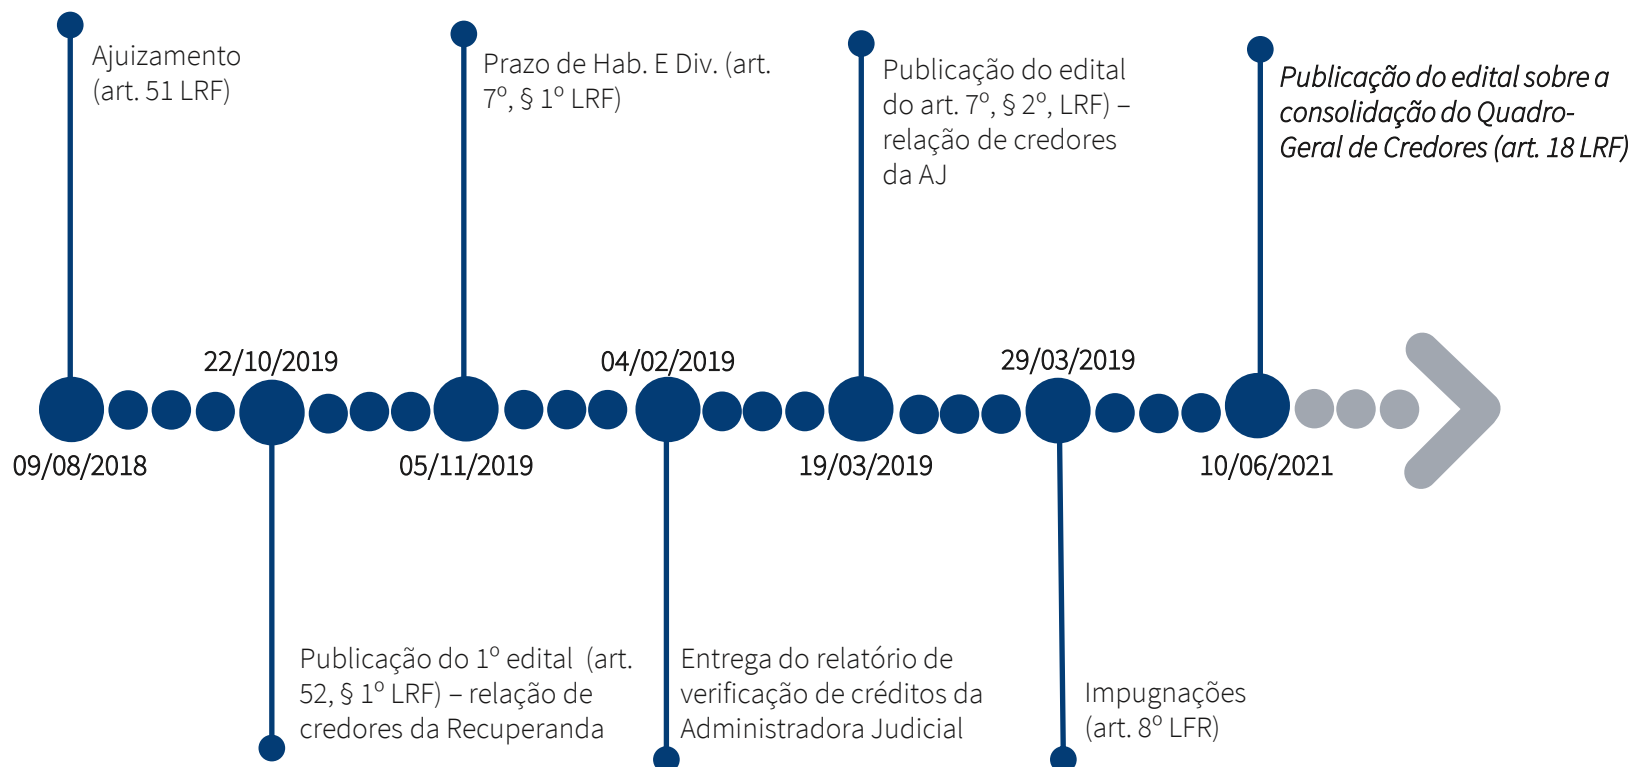 Ajuizamento
(art. 51 LRF)
Prazo de Hab. E Div. (art.
7º, § 1º LRF)
Publicação do edital
do art. 7º, § 2º, LRF) –
relação de credores
da AJ
Publicação do edital sobre a
consolidação do Quadro-
Geral de Credores (art. 18 LRF)
22/10/2019
04/02/2019
29/03/2019
09/08/2018
05/11/2019
19/03/2019
10/06/2021
Publicação do 1º edital (art.
52, § 1º LRF) – relação de
credores da Recuperanda
Entrega do relatório de
verificação de créditos da
Administradora Judicial
Impugnações
(art. 8º LFR)